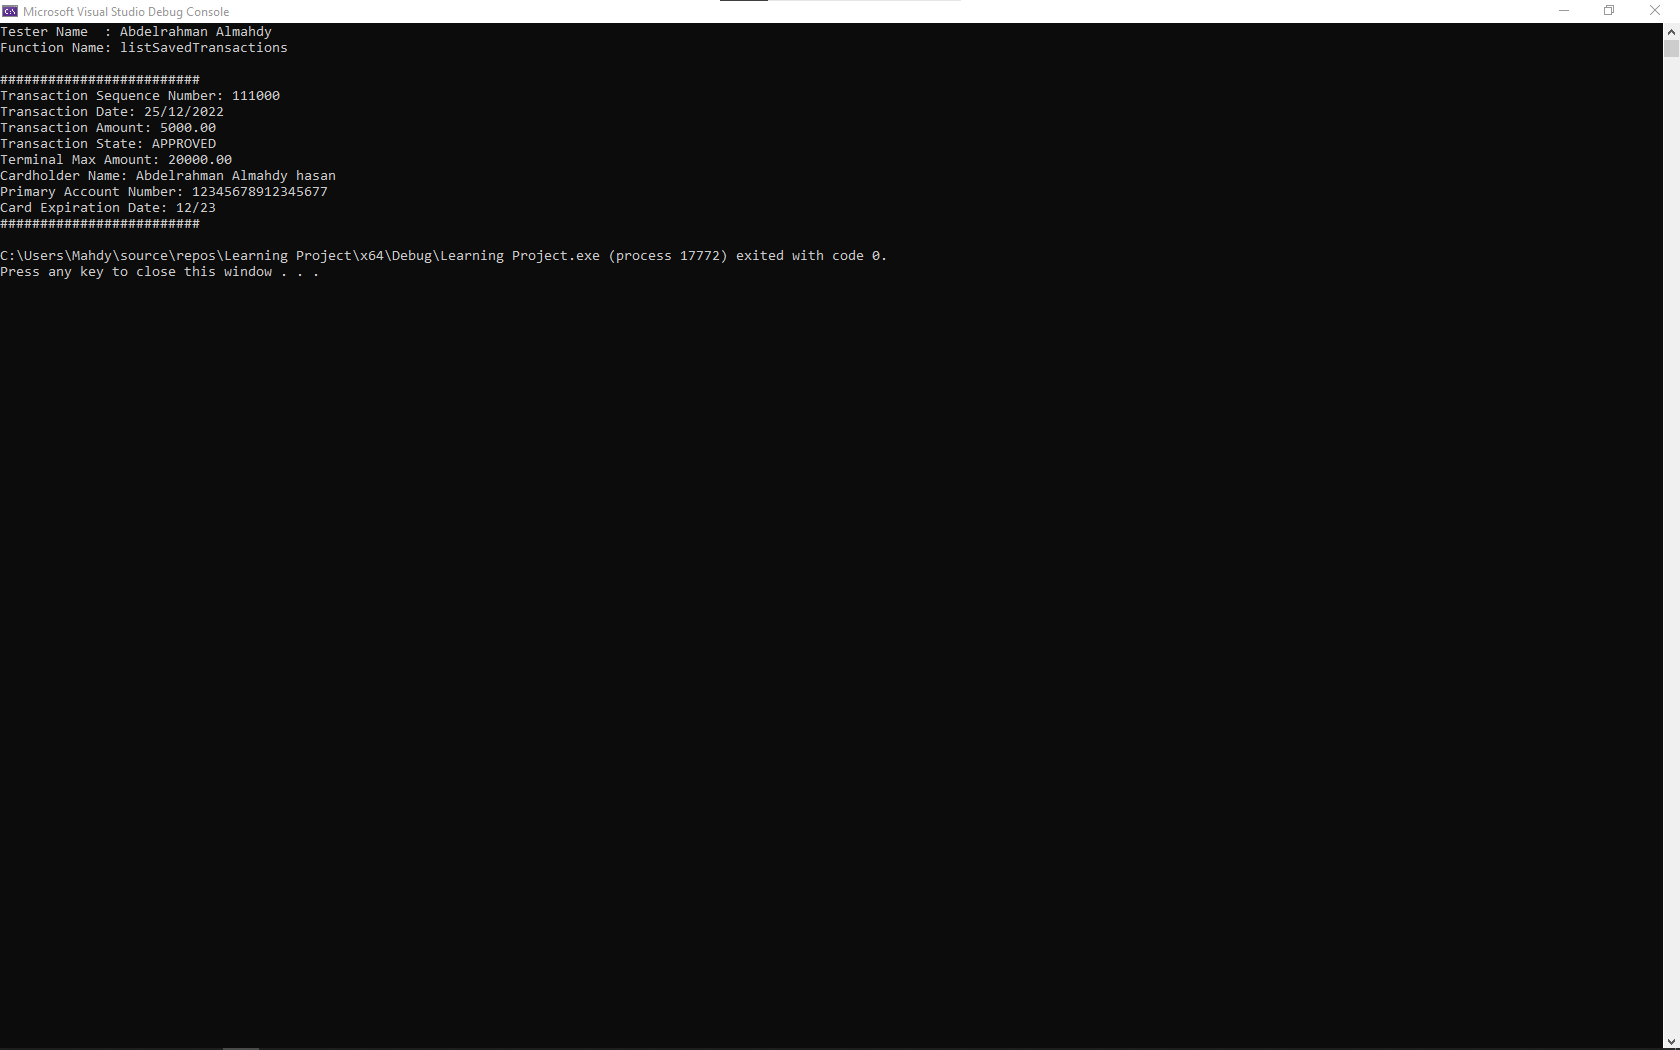 Microsoft Visual Studio Debug Console
Tester Name  : Abdelrahman Almahdy
Function Name: listSavedTransactions
#########################
Transaction Sequence Number: 111000
Transaction Date: 25/12/2022
Transaction Amount: 5000.00
Transaction State: APPROVED
Terminal Max Amount: 20000.00
Cardholder Name: Abdelrahman Almahdy hasan
Primary Account Number: 12345678912345677
Card Expiration Date: 12/23
#########################
C:\Users\Mahdy\source\repos\Learning Project\x64\Debug\Learning Project.exe (process 17772) exited with code 0.
Press any key to close this window . . .